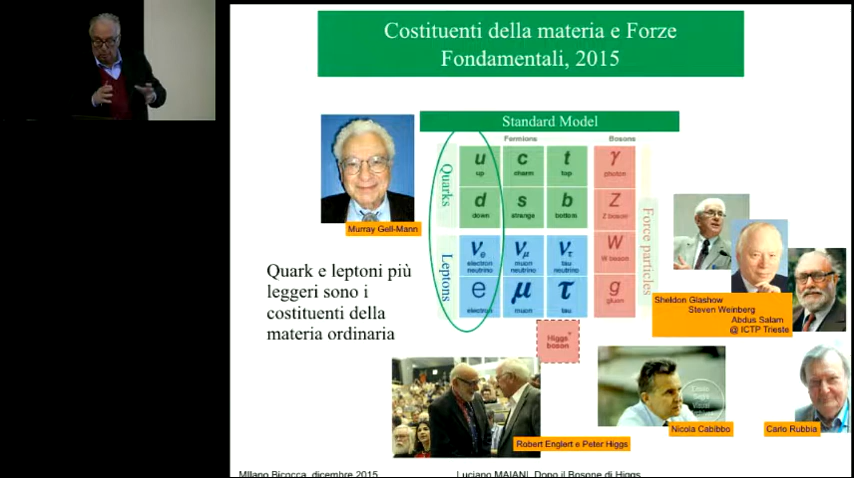 Costituenti della materia e Forze
Fondamentali, 2015
Standard Model
Fermions
Bosons
Quarks
u
up
c
charm
t
top
γ
photon
d
down
s
strange
b
bottom
Z
Z boson
Leptons
νe
electron
neutrino
νμ
muon
neutrino
ντ
tau
neutrino
W
W boson
e
electron
μ
muon
τ
tau
g
gluon
Force particles
Higgs
boson
Murray Gell-Mann
Quark e leptoni più
leggeri sono i
costituenti della
materia ordinaria
Sheldon Glashow
Steven Weinberg
Abdus Salam
@ ICTP Trieste
Robert Englert e Peter Higgs
Nicola Cabibbo
Carlo Rubbia
MIlano Bicocca, dicembre 2015
Luciano MAIANI. Dopo il Bosone di Higgs